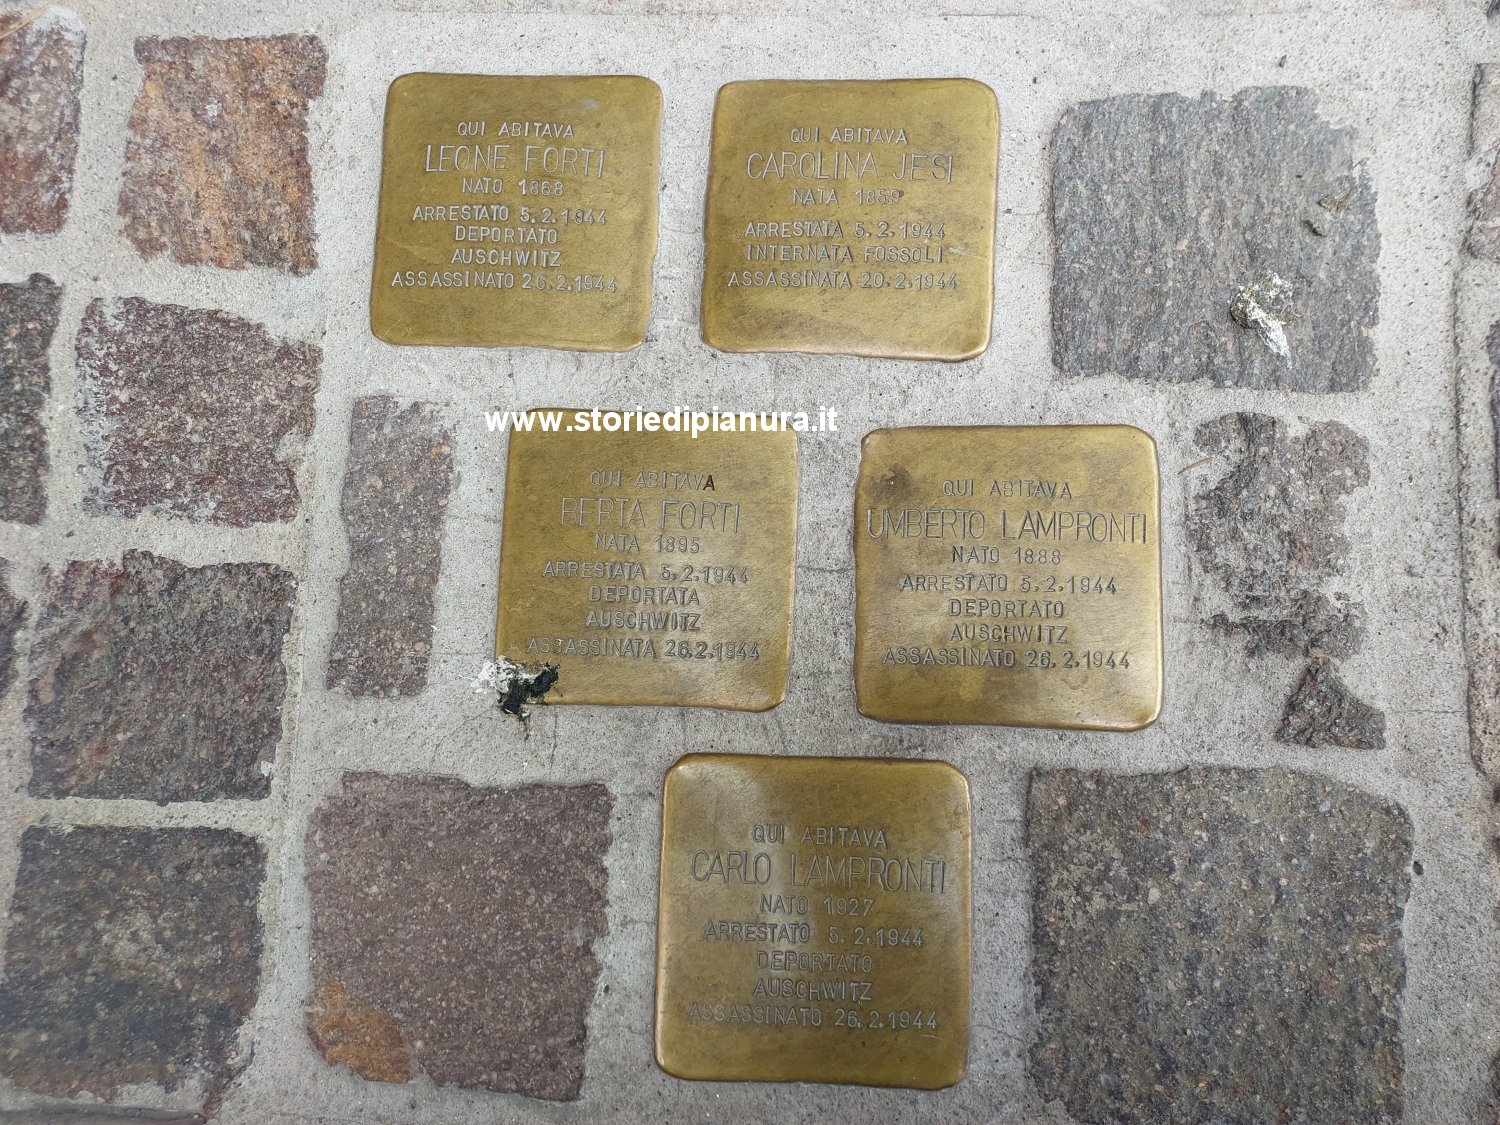 QUI ABITAVA
LEONE FORTI
NATO 1868
ARRESTATO 5.2.1944
DEPORTATO
AUSCHWITZ
ASSASSINATO 26.2.1944
QUI ABITAVA
CAROLINA JESI
NATA 1859
ARRESTATA 5.2.1944
INTERNATA FOSSOLI
ASSASSINATA 20.2.1944
www.storiedipianura.it
QUI ABITAVA
BERTA FORTI
NATA 1895
ARRESTATA 5.2.1944
DEPORTATA
AUSCHWITZ
ASSASSINATA 26.2.1944
QUI ABITAVA
UMBERTO LAMPRONTI
NATO 1888
ARRESTATO 5.2.1944
DEPORTATO
AUSCHWITZ
ASSASSINATO 26.2.1944
QUI ABITAVA
CARLO LAMPRONTI
NATO 1927
ARRESTATO 5.2.1944
DEPORTATO
AUSCHWITZ
ASSASSINATO 26.2.1944